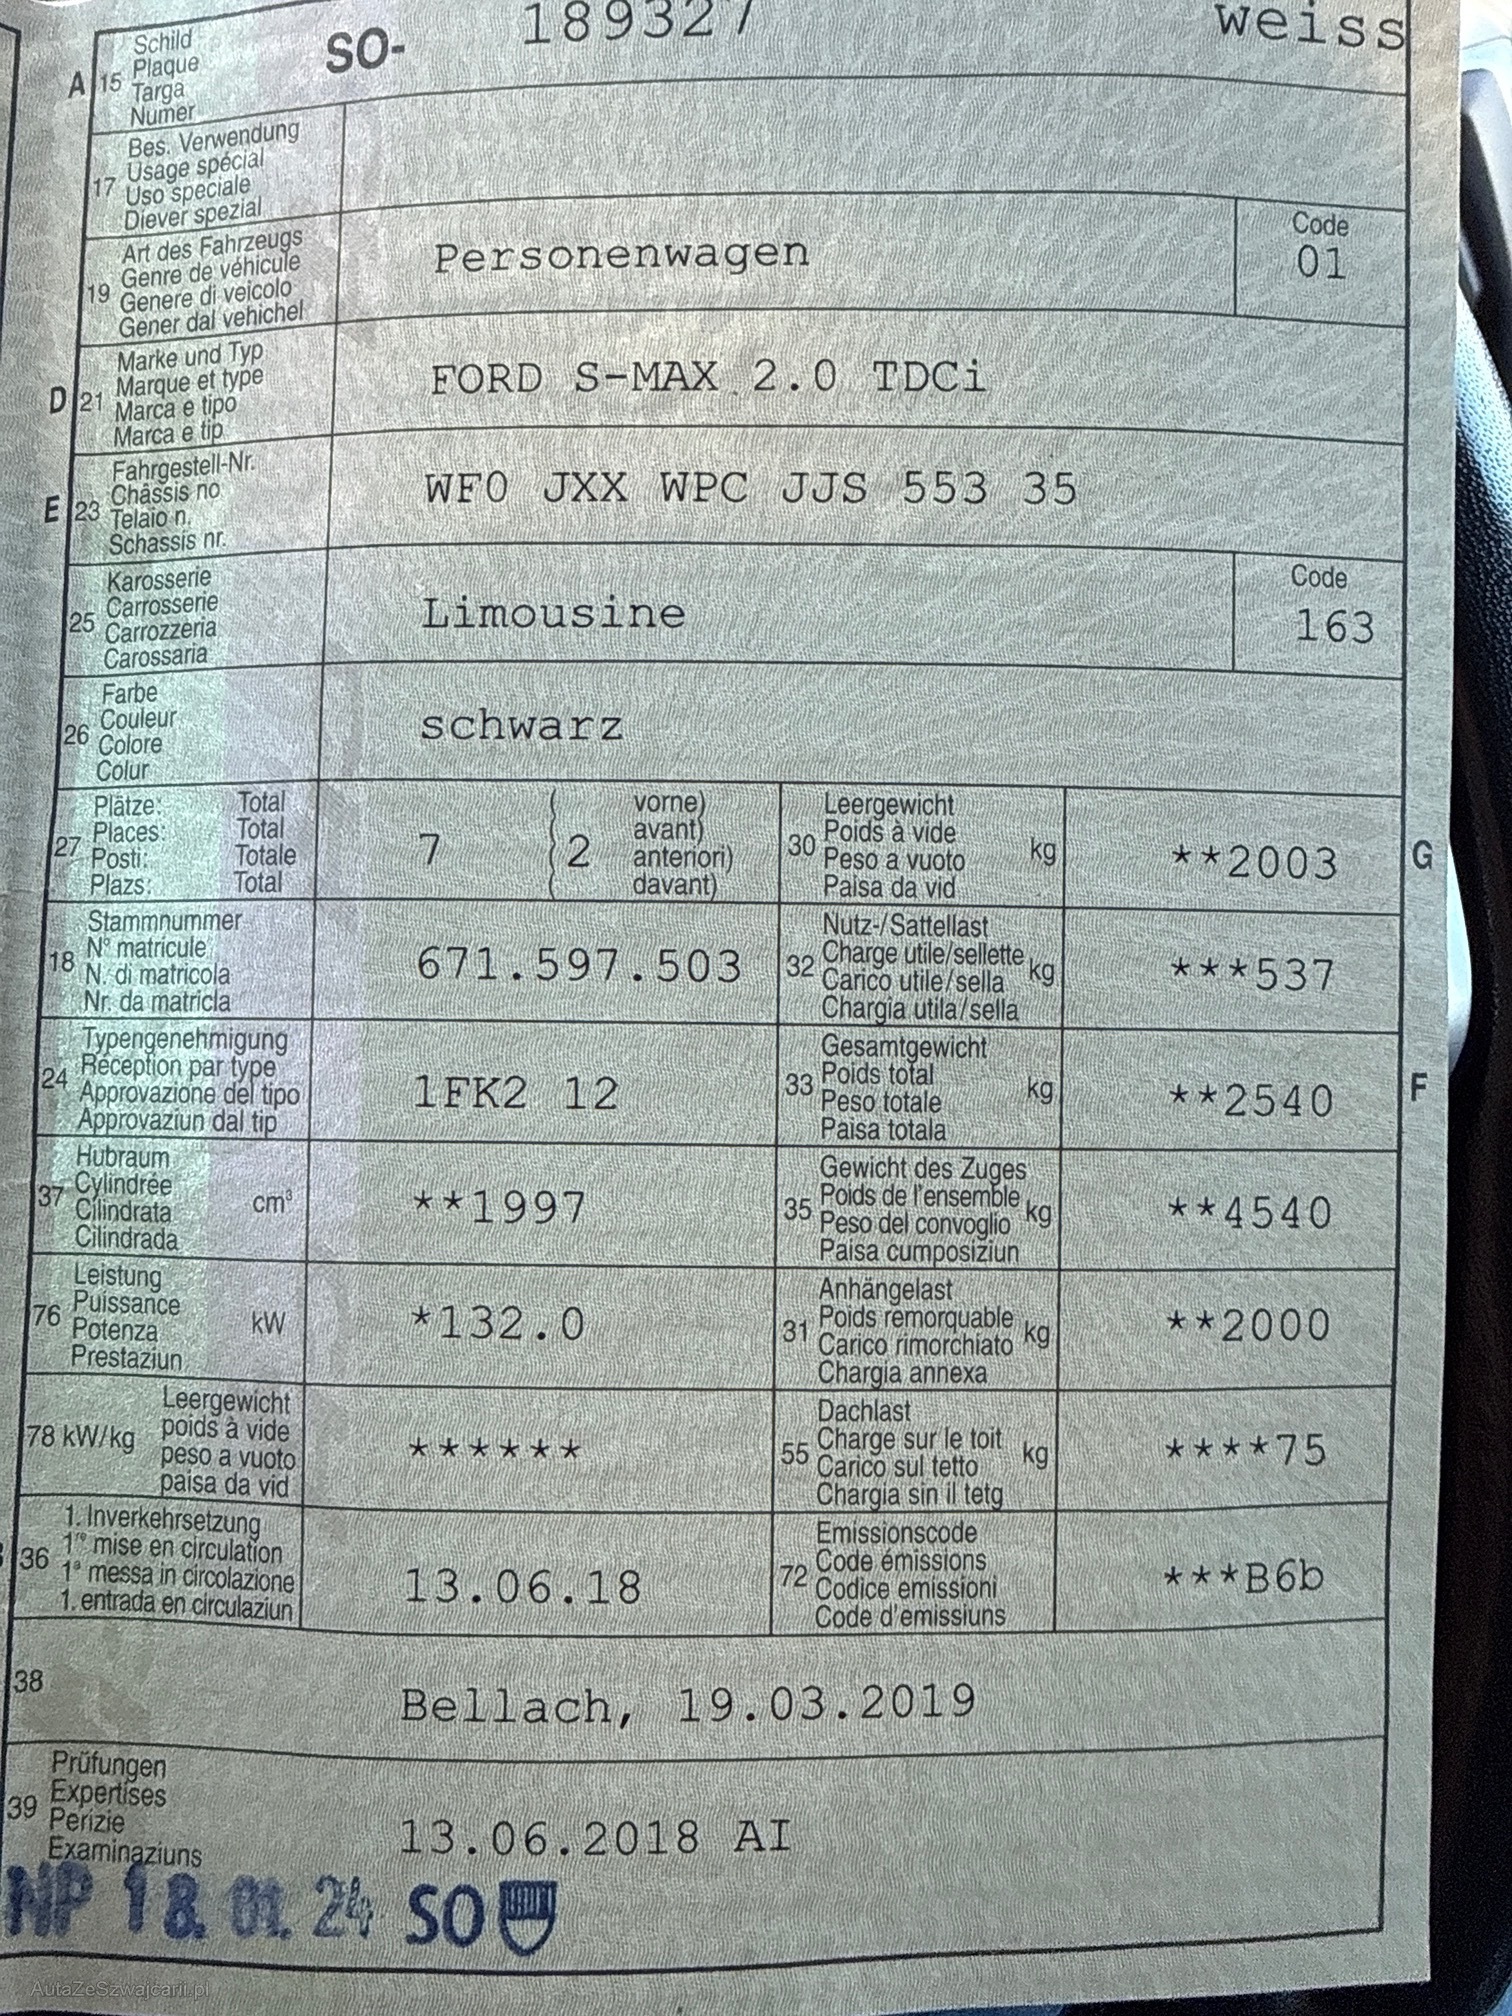 A 15 Schild
Plaque
Targa
Numer
SO- 189327 weiss
17 Bes. Verwendung
Usage spécial
Uso speciale
Diever spezial
19 Art des Fahrzeugs
Genre de véhicule
Genere di veicolo
Gener dal vehichel
Personenwagen
Code
01
D 21 Marke und Typ
Marque et type
Marca e tipo
Marca e tip
FORD S-MAX 2.0 TDCi
E 23 Fahrgestell-Nr.
Châssis no
Telaio n.
Schassis nr.
WF0 JXX WPC JJS 553 35
25 Karosserie
Carrosserie
Carrozzeria
Carossaria
Limousine
Code
163
26 Farbe
Couleur
Colore
Colur
schwarz
27 Plätze: Total
Places: Total
Posti: Totale
Plazs: Total
7 ( 2 vorne)
avant)
anteriori)
davant)
30 Leergewicht
Poids à vide
Peso a vuoto
Paisa da vid
kg **2003 G
18 Stammnummer
N° matricule
N. di matricola
Nr. da matricla
671.597.503
32 Nutz-/Sattellast
Charge utile/sellette
Carico utile/sella
Chargia utila/sella
kg ***537
24 Typengenehmigung
Réception par type
Approvazione del tipo
Approvaziun dal tip
1FK2 12
33 Gesamtgewicht
Poids total
Peso totale
Paisa totala
kg **2540 F
37 Hubraum
Cylindrée
Cilindrata
Cilindrada
cm³ **1997
35 Gewicht des Zuges
Poids de l'ensemble
Peso del convoglio
Paisa cumposiziun
kg **4540
76 Leistung
Puissance
Potenza
Prestaziun
kW *132.0
31 Anhängelast
Poids remorquable
Carico rimorchiato
Chargia annexa
kg **2000
78 kW/kg Leergewicht
poids à vide
peso a vuoto
paisa da vid
******
55 Dachlast
Charge sur le toit
Carico sul tetto
Chargia sin il tetg
kg ****75
36 1. Inverkehrsetzung
1re mise en circulation
1a messa in circolazione
1. entrada en circulaziun
13.06.18
72 Emissionscode
Code émissions
Codice emissioni
Code d'emissiuns
***B6b
38 Bellach, 19.03.2019
39 Prüfungen
Expertises
Perizie
Examinaziuns
13.06.2018 AI
NP 18. 01. 24 SO
AutaZeSzwajcarii.pl